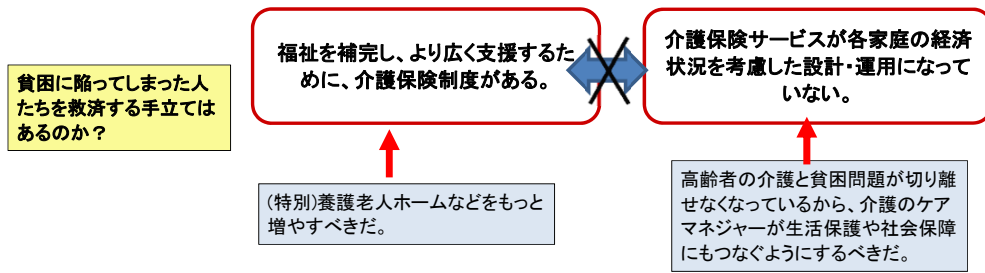 貧困に陥ってしまった人
たちを救済する手立ては
あるのか？
福祉を補完し、より広く支援するた
めに、介護保険制度がある。
介護保険サービスが各家庭の経済
状況を考慮した設計・運用になって
いない。
(特別)養護老人ホームなどをもっと
増やすべきだ。
高齢者の介護と貧困問題が切り離
せなくなっているから、介護のケア
マネジャーが生活保護や社会保障
にもつなぐようにするべきだ。